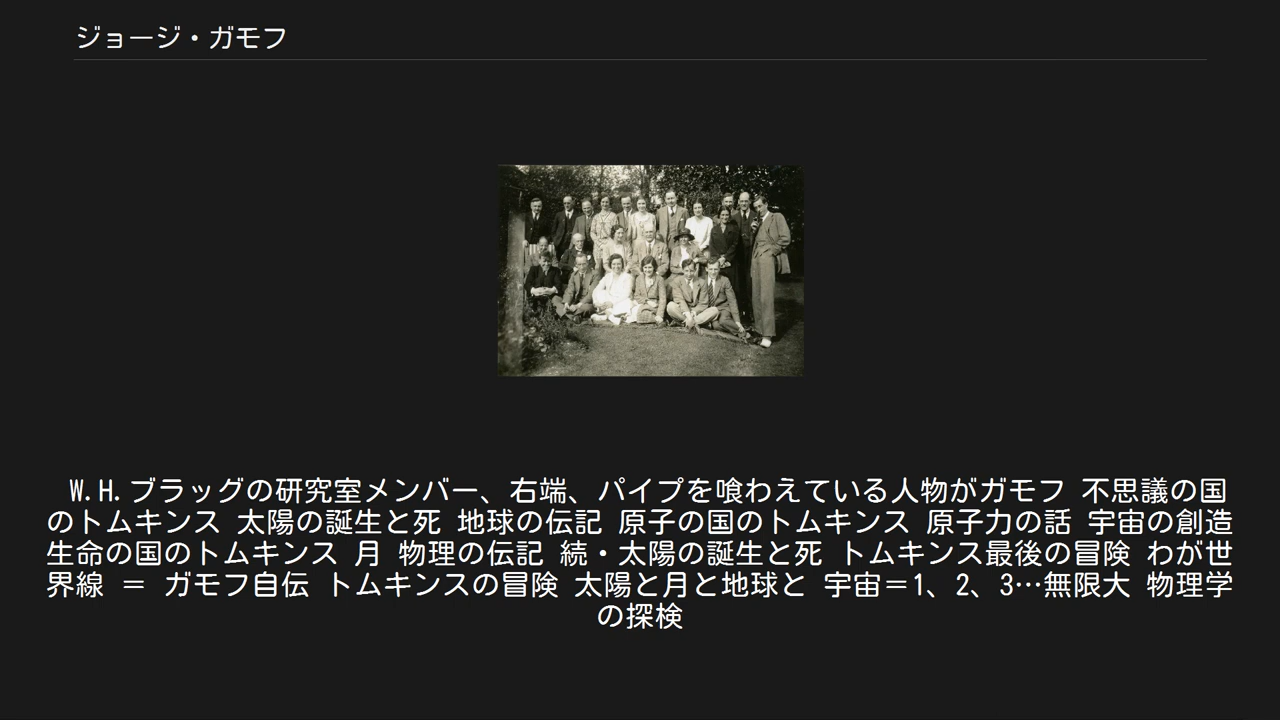 ジョージ・ガモフ
W.H.ブラッグの研究室メンバー、右端、パイプを喰わえている人物がガモフ 不思議の国
のトムキンス 太陽の誕生と死 地球の伝記 原子の国のトムキンス 原子力の話 宇宙の創造
生命の国のトムキンス 月 物理の伝記 続・太陽の誕生と死 トムキンス最後の冒険 わが世
界線 = ガモフ自伝 トムキンスの冒険 太陽と月と地球と 宇宙=1、2、3…無限大 物理学
の探検